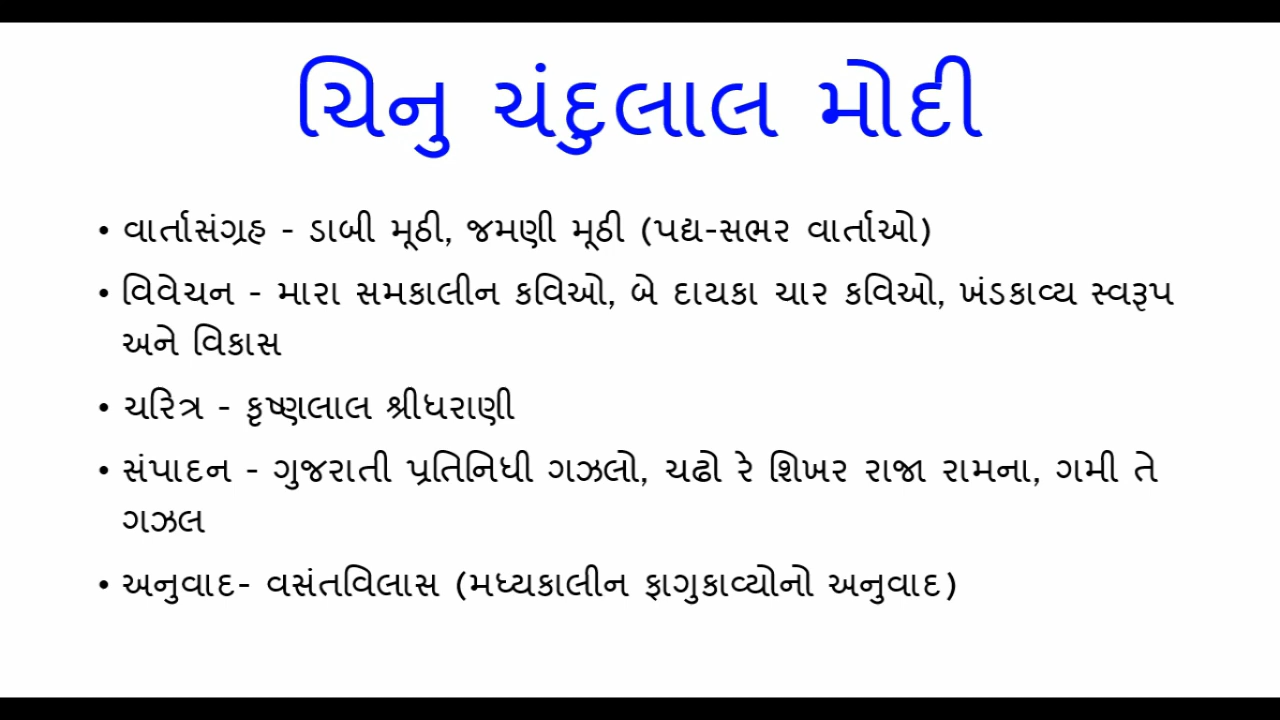 ચિનુ ચંદુલાલ મોદી
• વાર્તાસંગ્રહ - ડાબી મૂઠી, જમણી મૂઠી (પદ્ય-સભર વાર્તાઓ)
• વિવેચન - મારા સમકાલીન કવિઓ, બે દાયકા ચાર કવિઓ, ખંડકાવ્ય સ્વરૂપ
અને વિકાસ
• ચરિત્ર - કૃષ્ણલાલ શ્રીધરાણી
• સંપાદન - ગુજરાતી પ્રતિનિધી ગઝલો, ચઢો રે શિખર રાજા રામના, ગમી તે
ગઝલ
• અનુવાદ- વસંતવિલાસ (મધ્યકાલીન ફાગુકાવ્યોનો અનુવાદ)